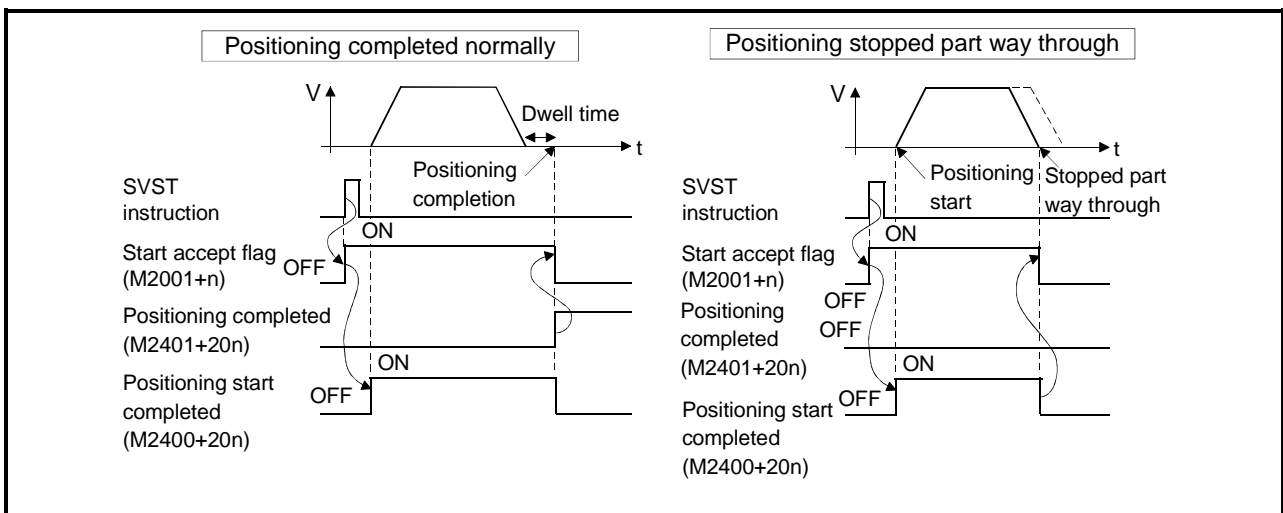 Positioning completed normally
V
Dwell time
t
Positioning
completion
SVST
instruction
ON
Start accept flag
(M2001+n)
OFF
Positioning completed
(M2401+20n)
ON
Positioning start
completed
(M2400+20n)
OFF
Positioning stopped part way through
V
t
Positioning
start
Stopped part
way through
SVST
instruction
ON
Start accept flag
(M2001+n)
OFF
Positioning
completed
(M2401+20n)
OFF
ON
Positioning start
completed
(M2400+20n)
OFF